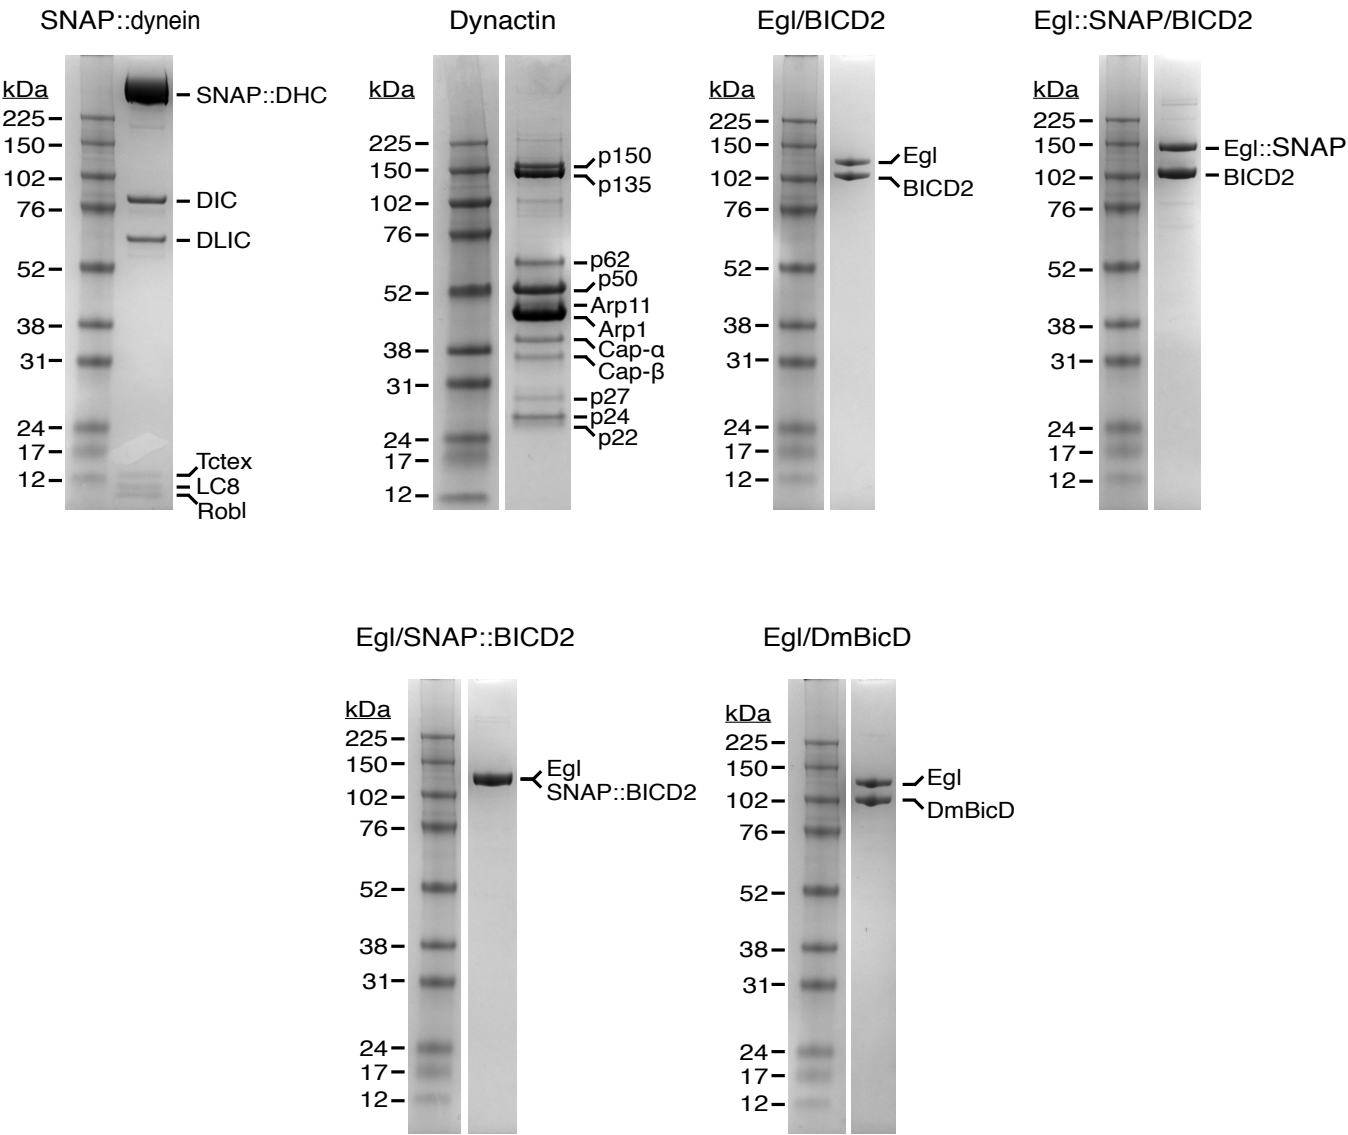 SNAP::dynein
kDa
225
150
102
76
52
38
31
24
17
12
SNAP::DHC
DIC
DLIC
Tctex
LC8
Robl
Dynactin
kDa
225
150
102
76
52
38
31
24
17
12
p150
p135
p62
p50
Arp11
Arp1
Cap-α
Cap-β
p27
p24
p22
Egl/BICD2
kDa
225
150
102
76
52
38
31
24
17
12
Egl
BICD2
Egl::SNAP/BICD2
kDa
225
150
102
76
52
38
31
24
17
12
Egl::SNAP
BICD2
Egl/SNAP::BICD2
kDa
225
150
102
76
52
38
31
24
17
12
Egl
SNAP::BICD2
Egl/DmBicD
kDa
225
150
102
76
52
38
31
24
17
12
Egl
DmBicD